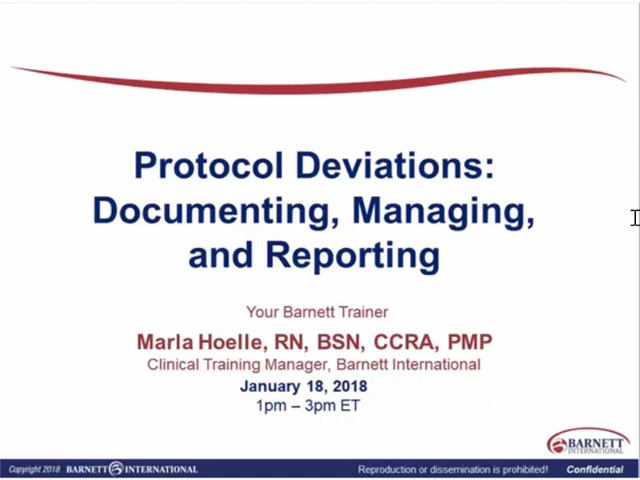 Protocol Deviations:
Documenting, Managing,
and Reporting
Your Barnett Trainer
Marla Hoelle, RN, BSN, CCRA, PMP
Clinical Training Manager, Barnett International
January 18, 2018
1pm – 3pm ET
BARNETT
INTERNATIONAL
Copyright 2018 BARNETT INTERNATIONAL Reproduction or dissemination is prohibited! Confidential